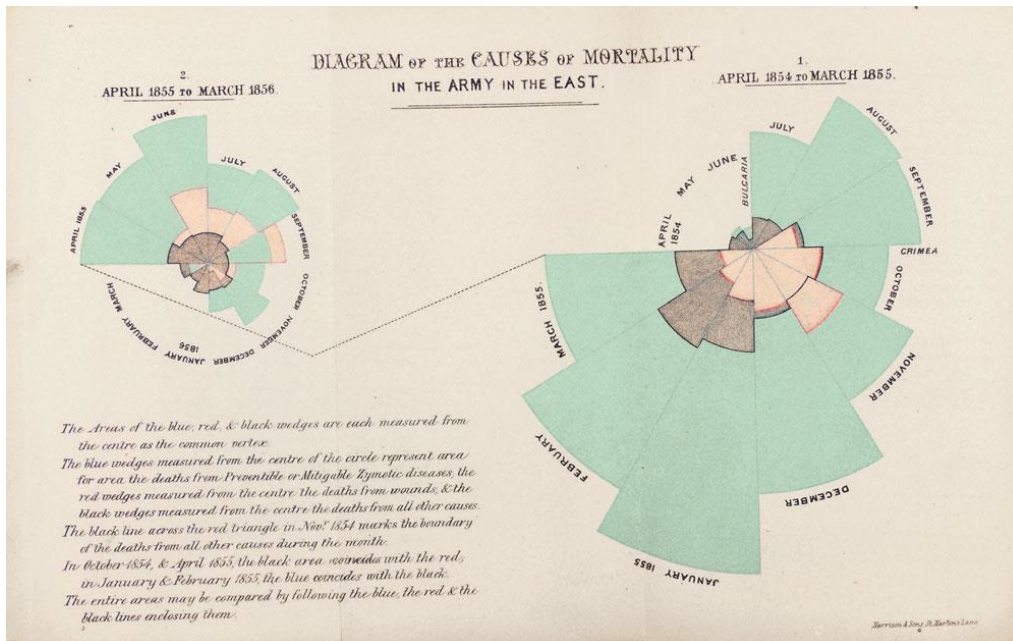 DIAGRAM OF THE CAUSES OF MORTALITY
IN THE ARMY IN THE EAST.
2.
APRIL 1855 TO MARCH 1856.
1.
APRIL 1854 TO MARCH 1855.
APRIL 1855
MAY
JUNE
JULY
AUGUST
SEPTEMBER
OCTOBER
NOVEMBER
DECEMBER
JANUARY
1856
FEBRUARY
MARCH
APRIL
1854
MAY
JUNE
BULGARIA
JULY
AUGUST
SEPTEMBER
CRIMEA
OCTOBER
NOVEMBER
DECEMBER
JANUARY 1855
FEBRUARY
MARCH 1855.
The Areas of the blue, red, & black wedges are each measured from
the centre as the common vertex.
The blue wedges measured from the centre of the circle represent area
for area the deaths from Preventible or Mitigable Zymotic diseases, the
red wedges measured from the centre the deaths from wounds, & the
black wedges measured from the centre the deaths from all other causes.
The black line across the red triangle in Novr. 1854 marks the boundary
of the deaths from all other causes during the month.
In October 1854, & April 1855, the black area coincides with the red,
in January & February 1855, the blue coincides with the black.
The entire areas may be compared by following the blue, the red & the
black lines enclosing them.
Harrison & Sons, St. Martins Lane